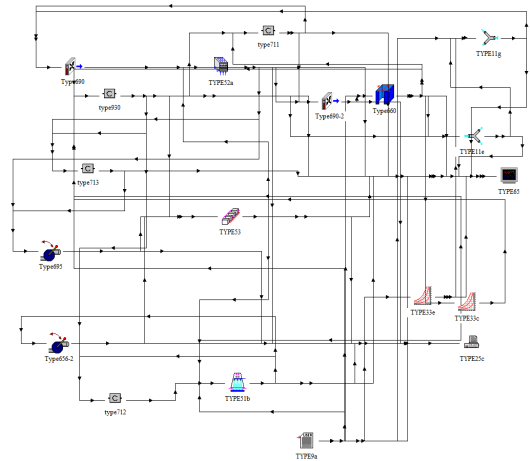 type711
TYPE11g
Type690
TYPE52a
type930
Type690-2
Type660
TYPE11e
type713
TYPE65
TYPE53
Type695
TYPE33e
TYPE33c
Type656-2
TYPE25c
TYPE51b
type712
TYPE9a